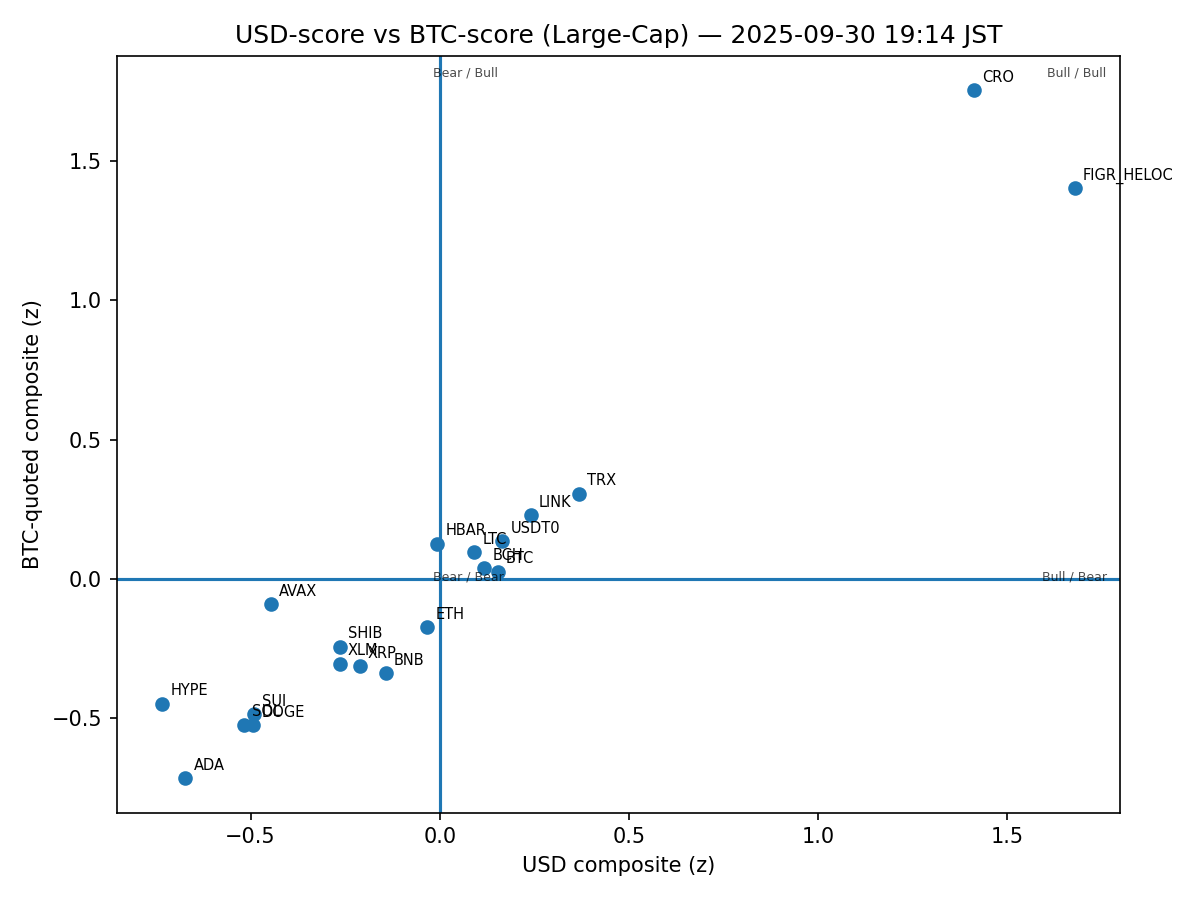 USD-score vs BTC-score (Large-Cap) — 2025-09-30 19:14 JST
Bear / Bull
Bull / Bull
CRO
FIGR_HELOC
TRX
LINK
USDT0
HBAR
LTC
BCH
BTC
Bear / Bear
Bull / Bear
AVAX
ETH
SHIB
XLM
XRP
BNB
HYPE
SUI
SOL
DOGE
ADA
1.5
1.0
0.5
0.0
−0.5
BTC-quoted composite (z)
−0.5
0.0
0.5
1.0
1.5
USD composite (z)